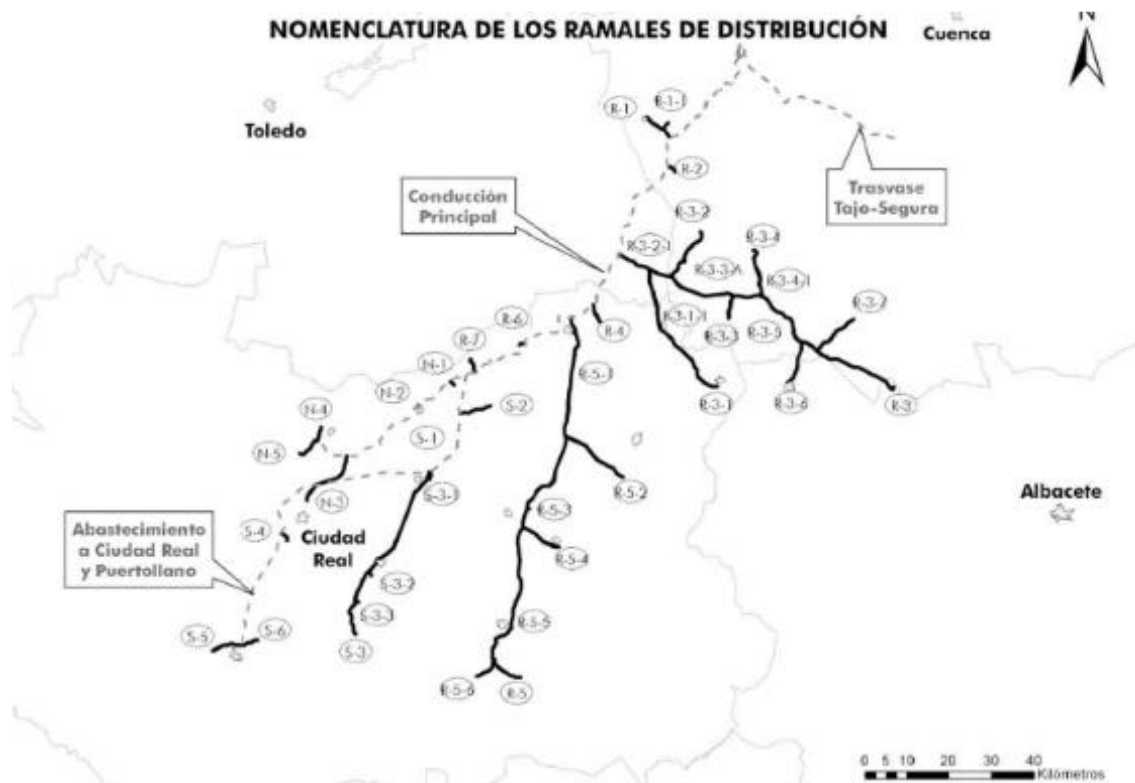 NOMENCLATURA DE LOS RAMALES DE DISTRIBUCIÓN
Cuenca
N
Toledo
R-1
R-1-1
R-2
Conducción
Principal
Trasvase
Tajo-Segura
R-3-2
R-3-2-1
R-3-4
R-3-3-A
R-3-4-1
R-3-1-1
R-3-3
R-3-5
R-3-7
R-6
R-4
R-7
N-1
R-5-1
N-2
S-2
R-3-1
R-3-6
R-3
N-4
S-1
N-5
S-3-1
R-5-2
N-3
R-5-3
Albacete
S-4
Ciudad
Real
Abastecimiento
a Ciudad Real
y Puertollano
R-5-4
S-3-2
S-3-3
R-5-5
S-5
S-6
S-3
R-5-6
R-5
0 5 10 20 30 40
Kilómetros